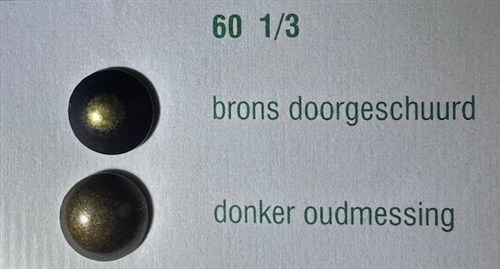 60 1/3
brons doorgeschuurd
donker oudmessing